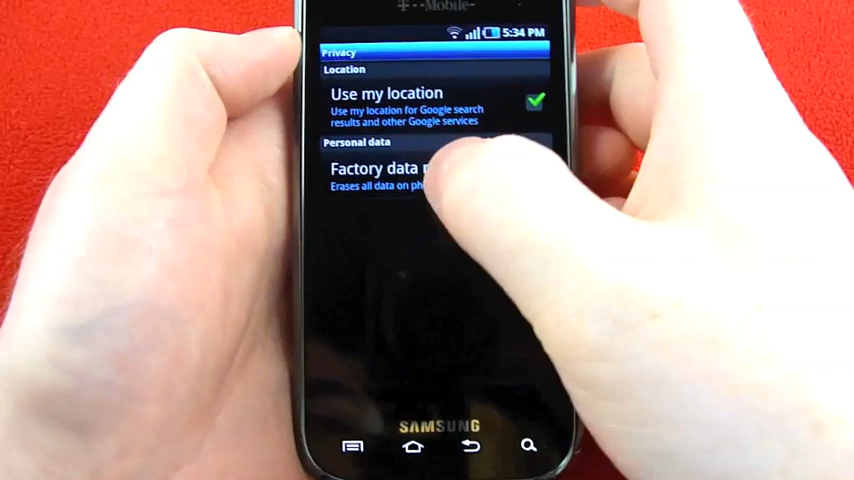 T-Mobile
5:34 PM
Privacy
Location
Use my location
Use my location for Google search
results and other Google services
Personal data
Factory data
Erases all data on
SAMSUNG